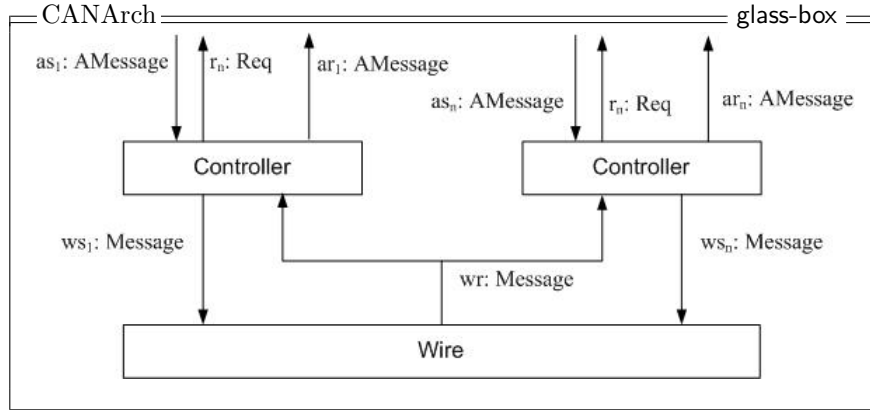 CANArch glass-box
as₁: AMessage rₙ: Req ar₁: AMessage asₙ: AMessage rₙ: Req arₙ: AMessage
Controller Controller
ws₁: Message wr: Message wsₙ: Message
Wire